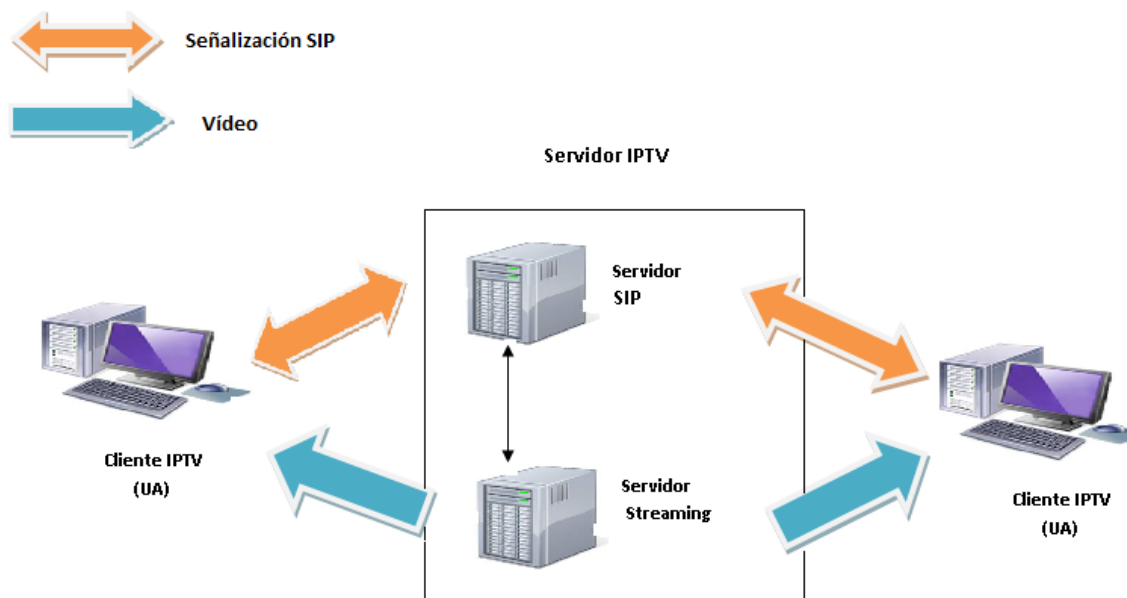 Señalización SIP
Vídeo
Servidor IPTV
Servidor
SIP
Cliente IPTV
(UA)
Servidor
Streaming
Cliente IPTV
(UA)